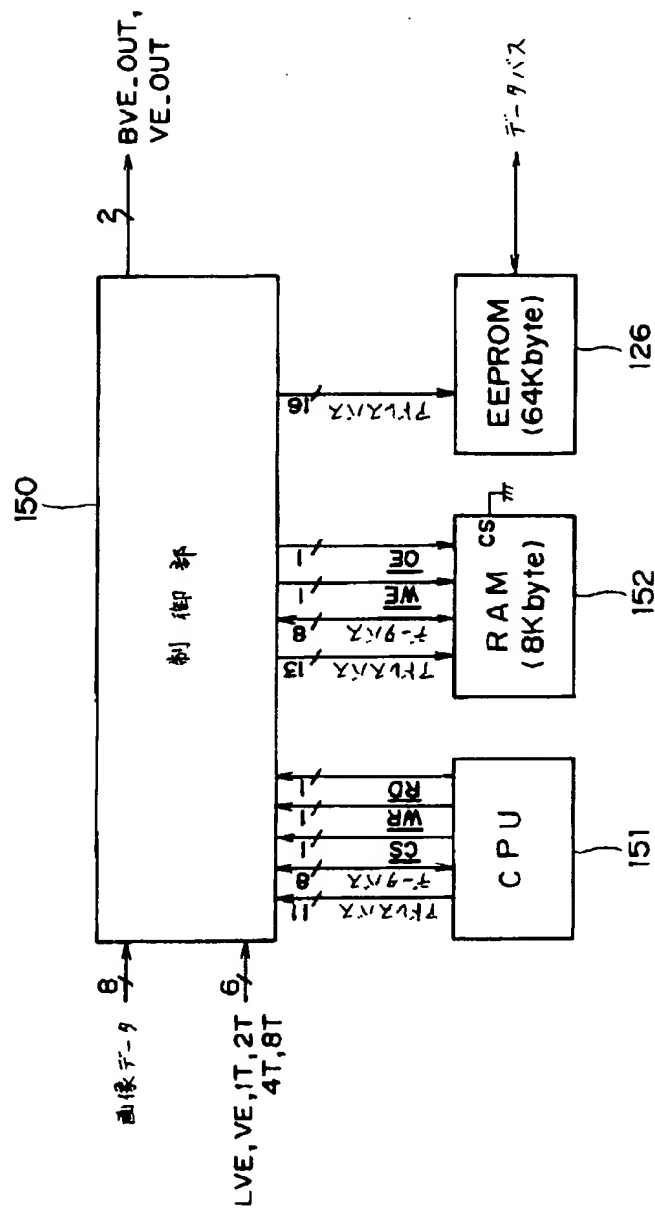 150
制御部
画像データ
8
LVE, VE, 1T, 2T
4T, 8T
6
2
BVE_OUT,
VE_OUT
11
アドレスバス
8
データバス
1
CS
1
WR
1
RD
13
アドレスバス
8
データバス
1
WE
1
OE
16
アドレスバス
CPU
151
CS
RAM
(8Kbyte)
152
EEPROM
(64Kbyte)
126
データバス